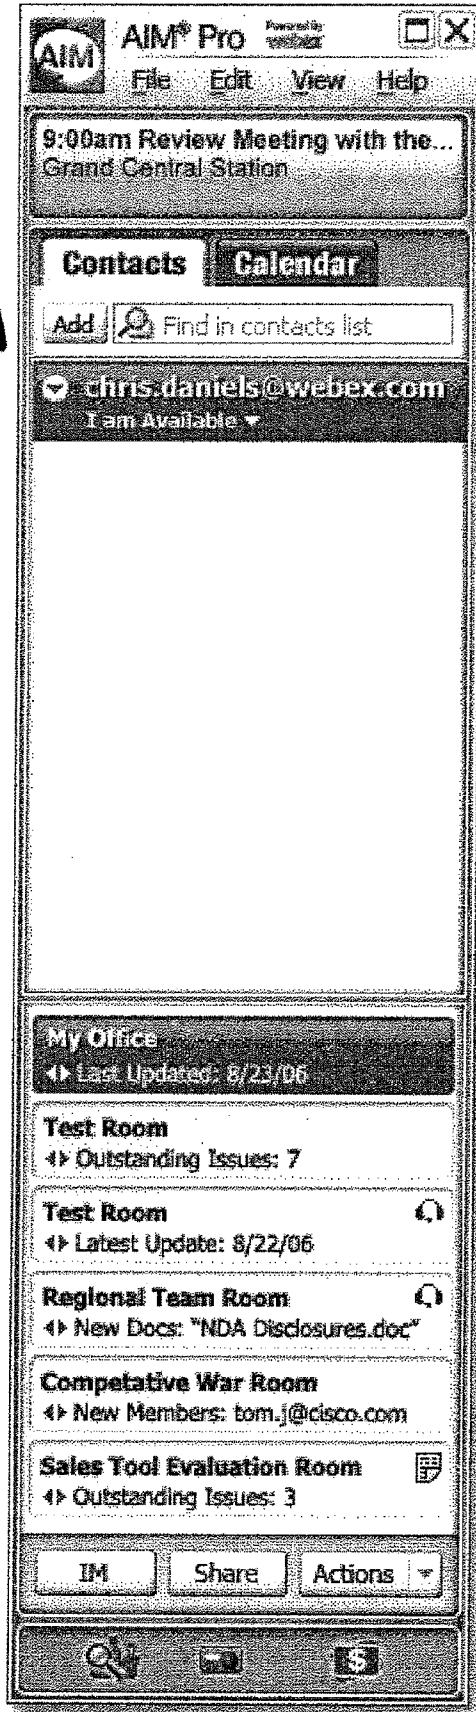 AIM
AIM® Pro Powered by webex
File Edit View Help
9:00am Review Meeting with the...
Grand Central Station
Contacts Calendar
Add Find in contacts list
chris.daniels@webex.com
I am Available
My Office
Last Updated: 8/23/06
Test Room
Outstanding Issues: 7
Test Room
Latest Update: 8/22/06
Regional Team Room
New Docs: "NDA Disclosures.doc"
Competative War Room
New Members: tom.j@cisco.com
Sales Tool Evaluation Room
Outstanding Issues: 3
IM Share Actions
$